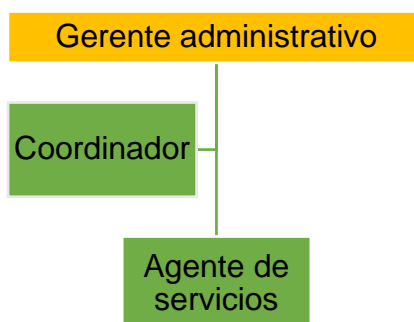 Gerente administrativo
Coordinador
Agente de
servicios